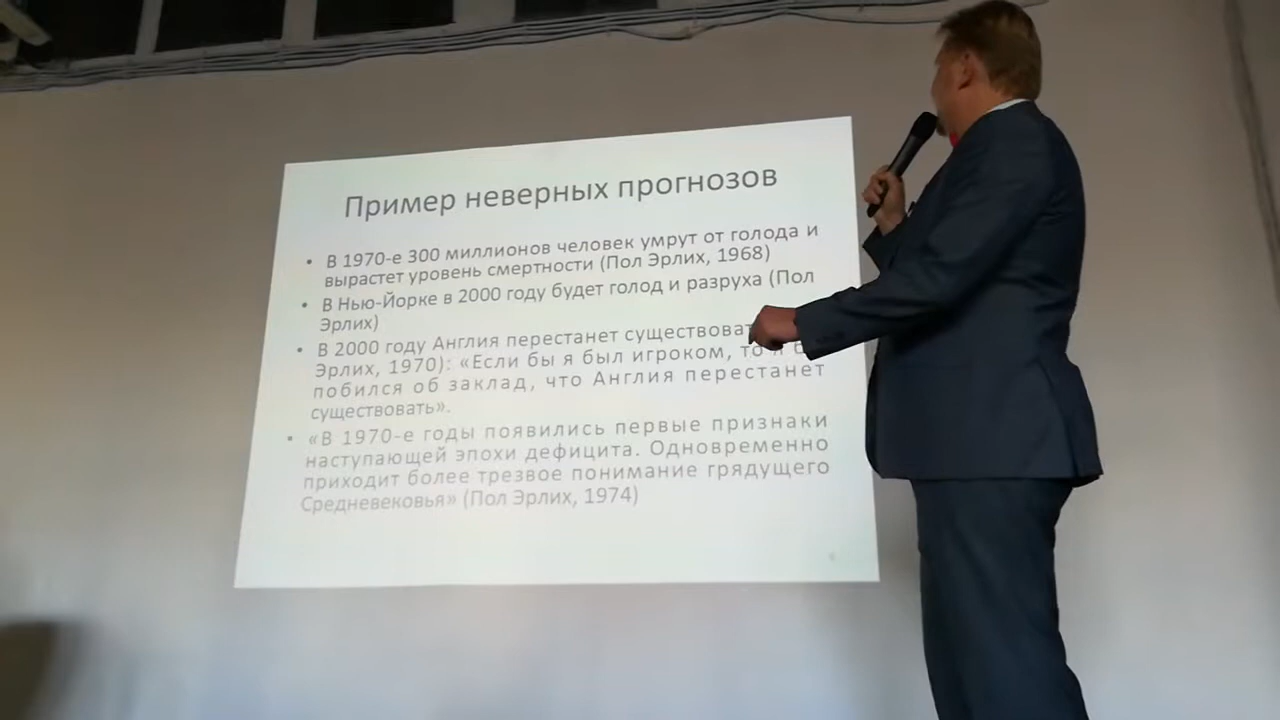 Пример неверных прогнозов
• В 1970-е 300 миллионов человек умрут от голода и
вырастет уровень смертности (Пол Эрлих, 1968)
• В Нью-Йорке в 2000 году будет голод и разруха (Пол
Эрлих)
• В 2000 году Англия перестанет существоват
Эрлих, 1970): «Если бы я был игроком, то
побился об заклад, что Англия перестанет
существовать».
• «В 1970-е годы появились первые признаки
наступающей эпохи дефицита. Одновременно
приходит более трезвое понимание грядущего
Средневековья» (Пол Эрлих, 1974)